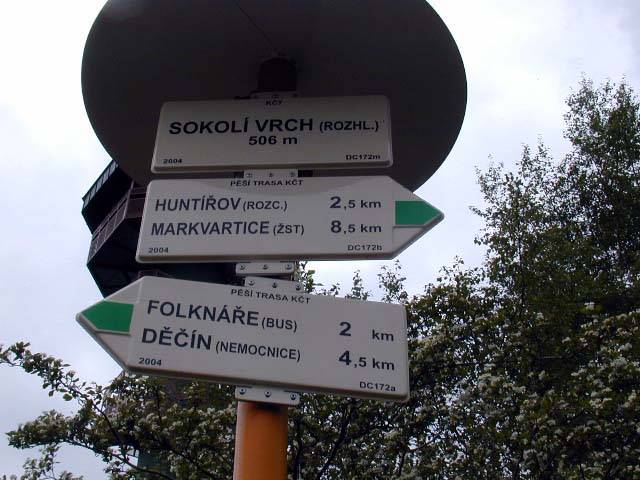 KČT
SOKOLÍ VRCH (ROZHL.)
506 m
2004 DC172m
PĚŠÍ TRASA KČT
HUNTÍŘOV (ROZC.) 2,5 km
MARKVARTICE (ŽST) 8,5 km
2004 DC172b
PĚŠÍ TRASA KČT
FOLKNÁŘE (BUS) 2 km
DĚČÍN (NEMOCNICE) 4,5 km
2004 DC172a